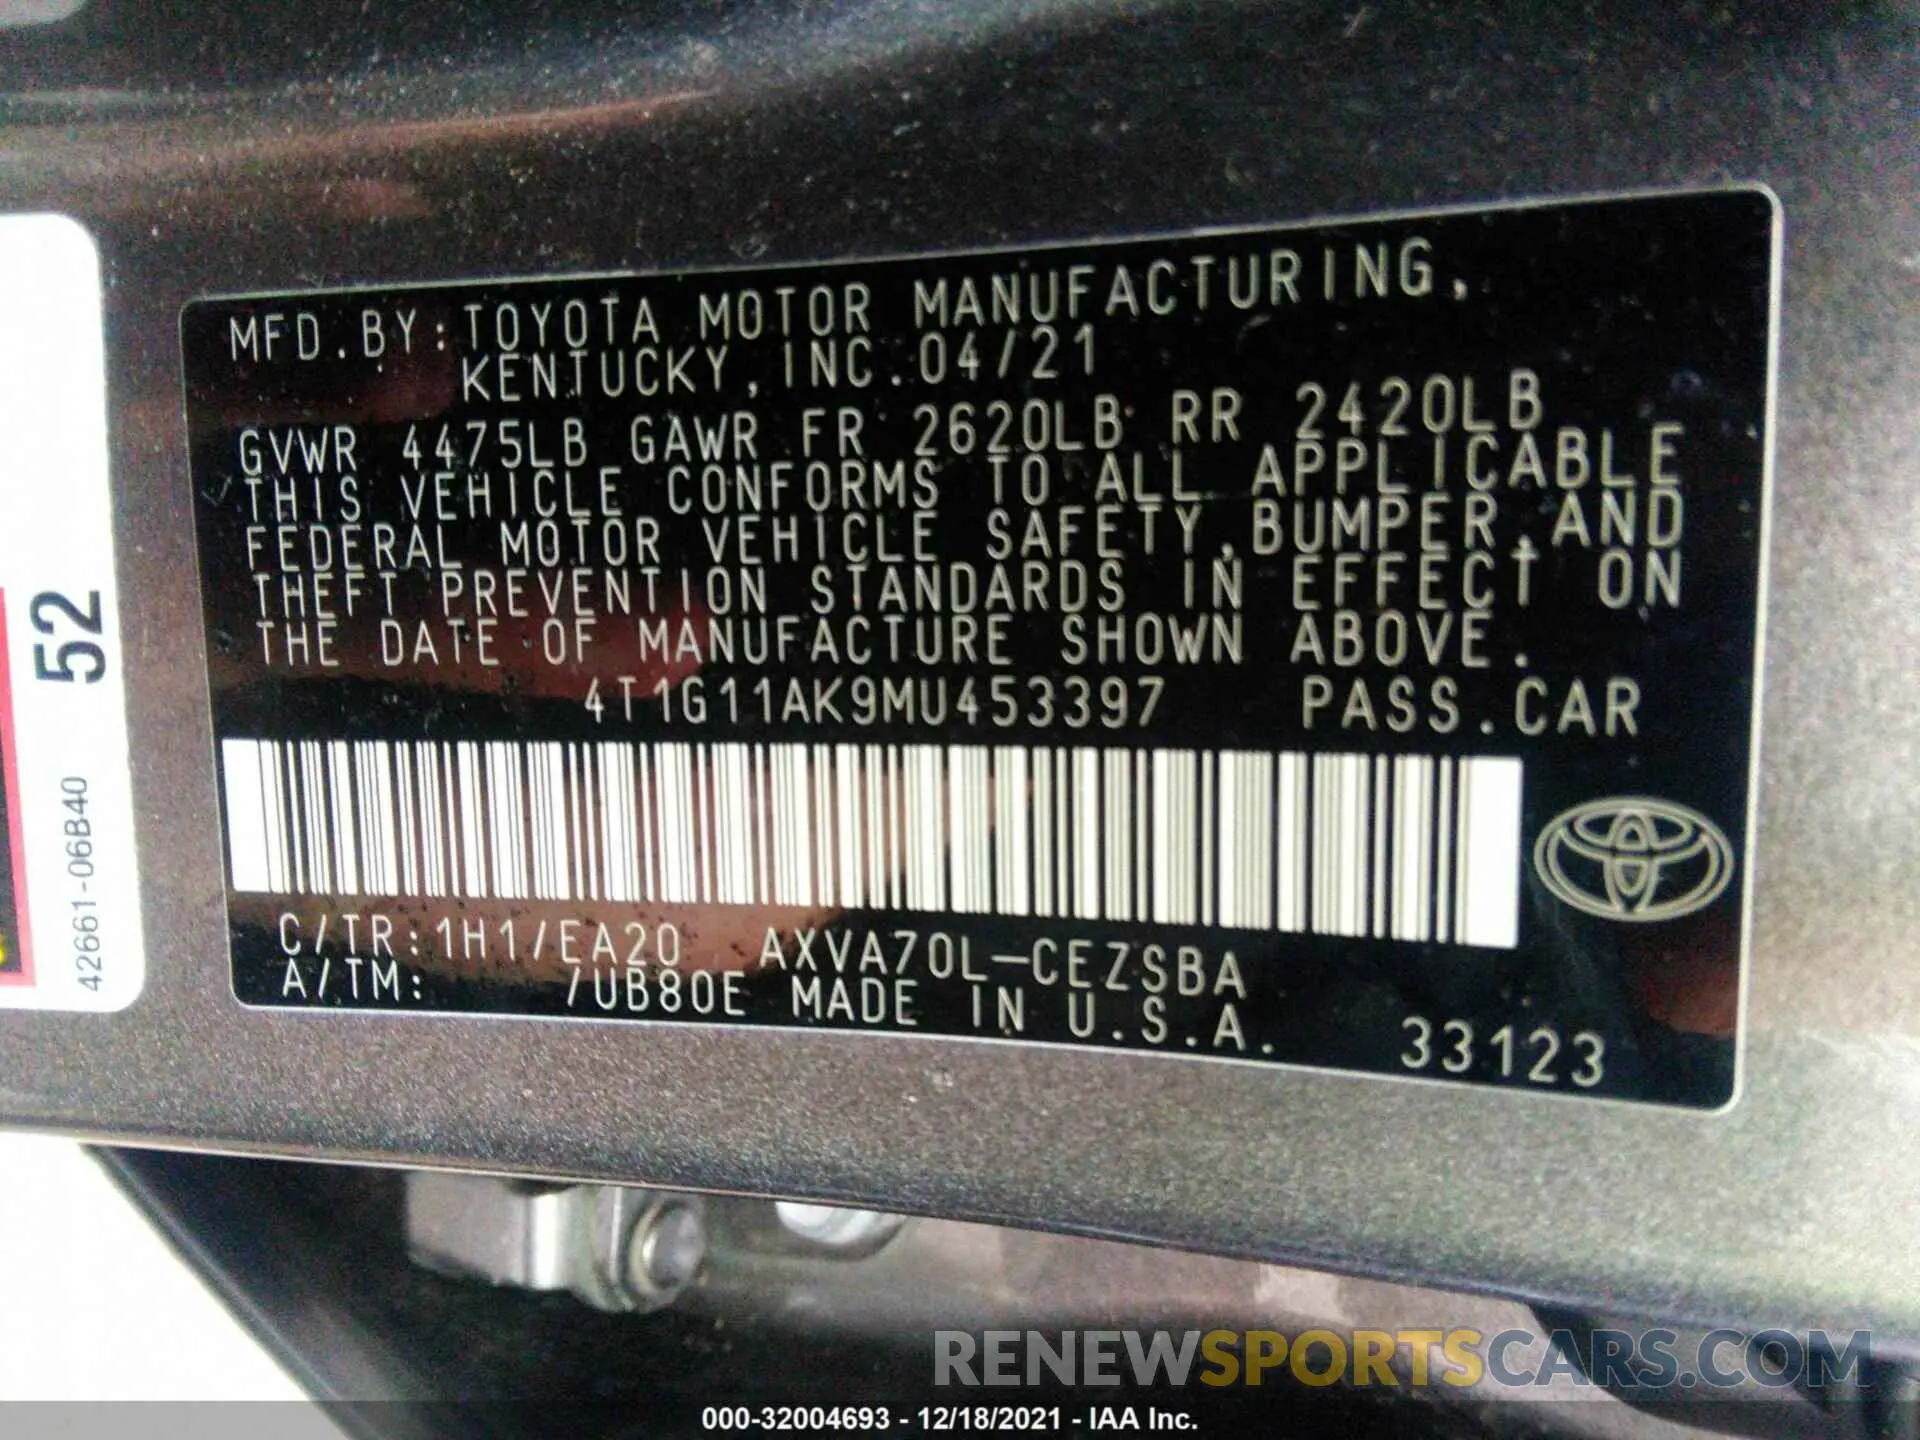 MFD.BY:TOYOTA MOTOR MANUFACTURING,
KENTUCKY,INC.04/21
GVWR 4475LB GAWR FR 2620LB RR 2420LB
THIS VEHICLE CONFORMS TO ALL APPLICABLE
FEDERAL MOTOR VEHICLE SAFETY,BUMPER,AND
THEFT PREVENTION STANDARDS IN EFFECT ON
THE DATE OF MANUFACTURE SHOWN ABOVE.
4T1G11AK9MU453397 PASS.CAR
C/TR:1H1/EA20 AXVA70L-CEZSBA
A/TM: /UB80E MADE IN U.S.A.
33123
52
42661-06B40
RENEWSPORTSCARS.COM
000-32004693 - 12/18/2021 - IAA Inc.